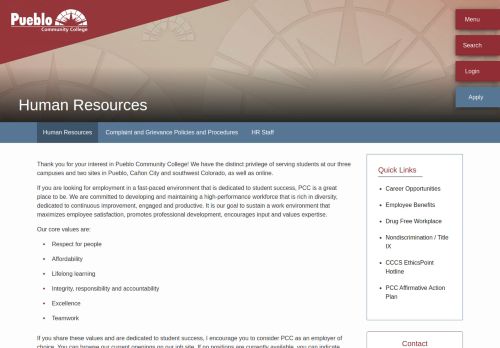 Pueblo
Community College
Menu
Search
Login
Apply
Human Resources
Human Resources
Complaint and Grievance Policies and Procedures
HR Staff
Thank you for your interest in Pueblo Community College! We have the distinct privilege of serving students at our three
campuses and two sites in Pueblo, Cañon City and southwest Colorado, as well as online.
If you are looking for employment in a fast-paced environment that is dedicated to student success, PCC is a great
place to be. We are committed to developing and maintaining a high-performance workforce that is rich in diversity,
dedicated to continuous improvement, engaged and productive. It is our goal to sustain a work environment that
maximizes employee satisfaction, promotes professional development, encourages input and values expertise.
Our core values are:
Respect for people
Affordability
Lifelong learning
Integrity, responsibility and accountability
Excellence
Teamwork
If you share these values and are dedicated to student success, I encourage you to consider PCC as an employer of
choice. You can browse our current openings on our job site. If no positions are currently available, you can indicate
Quick Links
Career Opportunities
Employee Benefits
Drug Free Workplace
Nondiscrimination / Title
IX
CCCS EthicsPoint
Hotline
PCC Affirmative Action
Plan
Contact